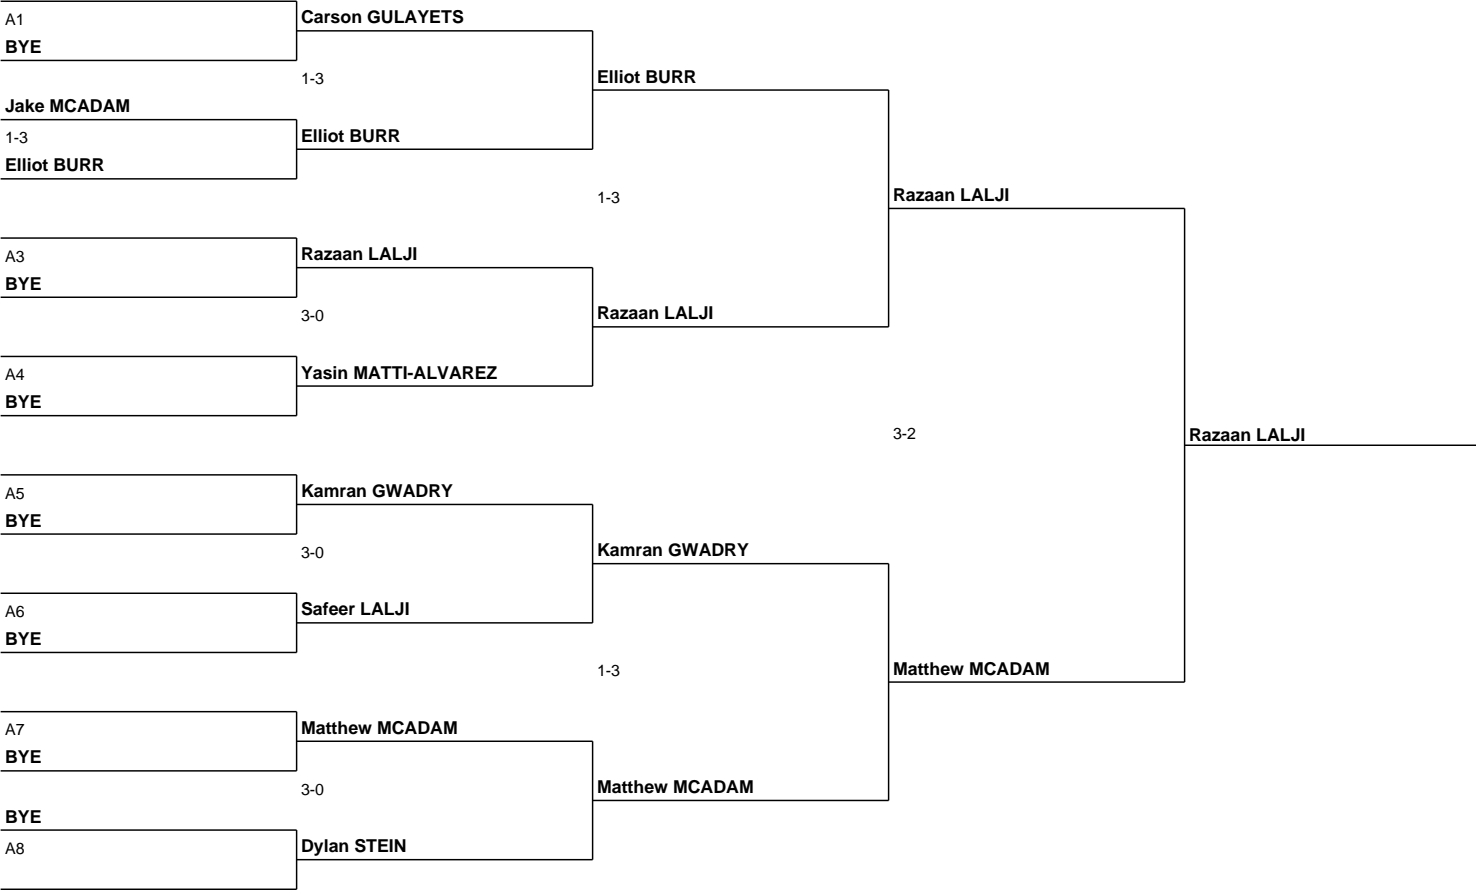 A1
BYE
Carson GULAYETS
1-3
Jake MCADAM
1-3
Elliot BURR
Elliot BURR
Elliot BURR
1-3
A3
BYE
Razaan LALJI
3-0
A4
BYE
Yasin MATTI-ALVAREZ
Razaan LALJI
Razaan LALJI
3-2
Razaan LALJI
A5
BYE
Kamran GWADRY
3-0
A6
BYE
Safeer LALJI
Kamran GWADRY
1-3
Matthew MCADAM
A7
BYE
Matthew MCADAM
3-0
BYE
A8
Dylan STEIN
Matthew MCADAM